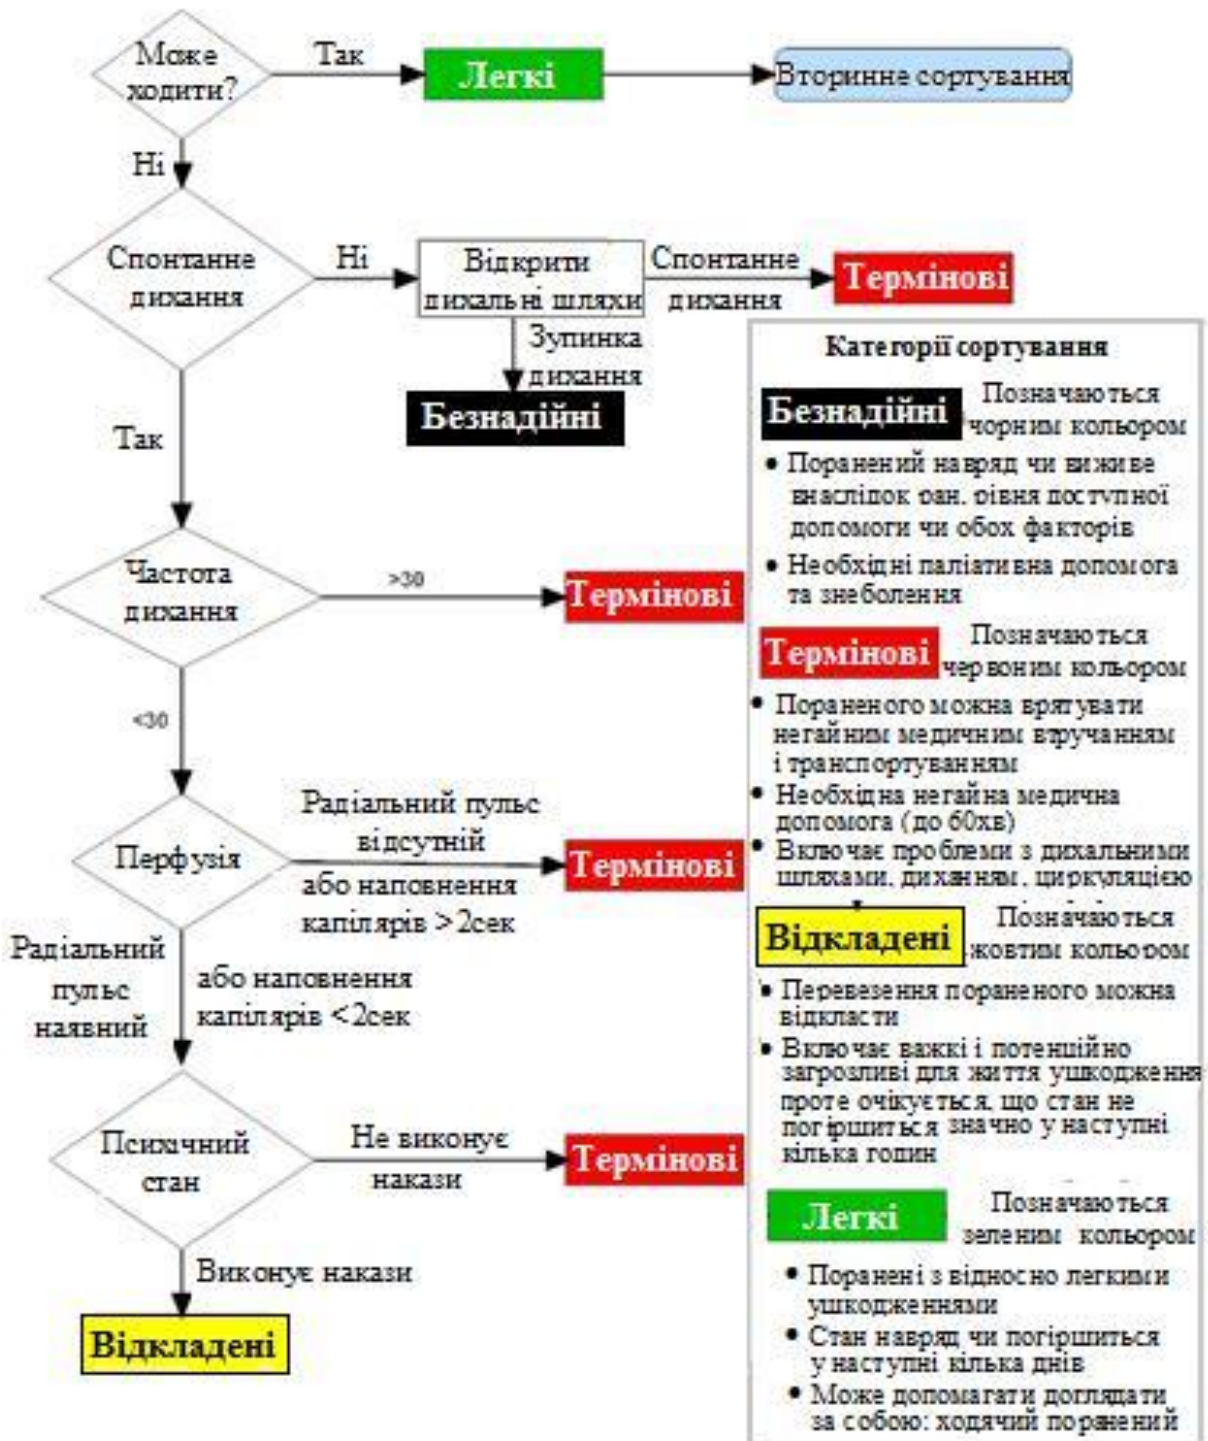 Може
ходити?
Так
Легкі
Вторинне сортування
Ні
Спонтанне
дихання
Ні
Відкрити
дихальні шляхи
Спонтанне
дихання
Термінові
Зупинка
дихання
Безнадійні
Так
Частота
дихання
>30
Термінові
<30
Перфузія
Радіальний пульс
відсутній
або наповнення
капілярів >2сек
Термінові
Радіальний
пульс
наявний
або наповнення
капілярів <2сек
Психачний
стан
Не виконує
накази
Термінові
Виконує накази
Відкладені
Категорії сортування
Безнадійні
Позначаються
чорним кольором
• Поранений навряд чи виживе
внаслідок ран, рівня доступної
допомоги чи обох факторів
• Необхідні паліативна допомога
та знеболення
Термінові
Позначаються
червоним кольором
• Пораненого можна врятувати
негайним медичним втручанням
і транспортуванням
• Необхідна негайна медична
допомога (до 60хв)
• Включає проблеми з дихальними
шляхами, диханням, циркуляцією
Відкладені
Позначаються
жовтим кольором
• Перевезення пораненого можна
відкласти
• Включає важкі і потенційно
загрозливі для життя ушкодження
проте очікується, що стан не
погіршиться значно у наступні
кілька годин
Легкі
Позначаються
зеленим кольором
• Поранені з відносно легкими
ушкодженнями
• Стан навряд чи погіршиться
у наступні кілька днів
• Може допомагати доглядати
за собою: ходячий поранений